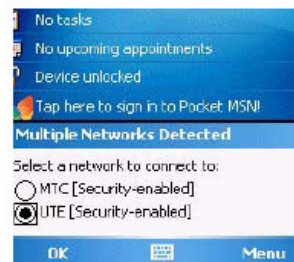 No tasks
No upcoming appointments
Device unlocked
Tap here to sign in to Pocket MSN!
Multiple Networks Detected
Select a network to connect to:
MTC [Security-enabled]
UTE [Security-enabled]
OK Menu